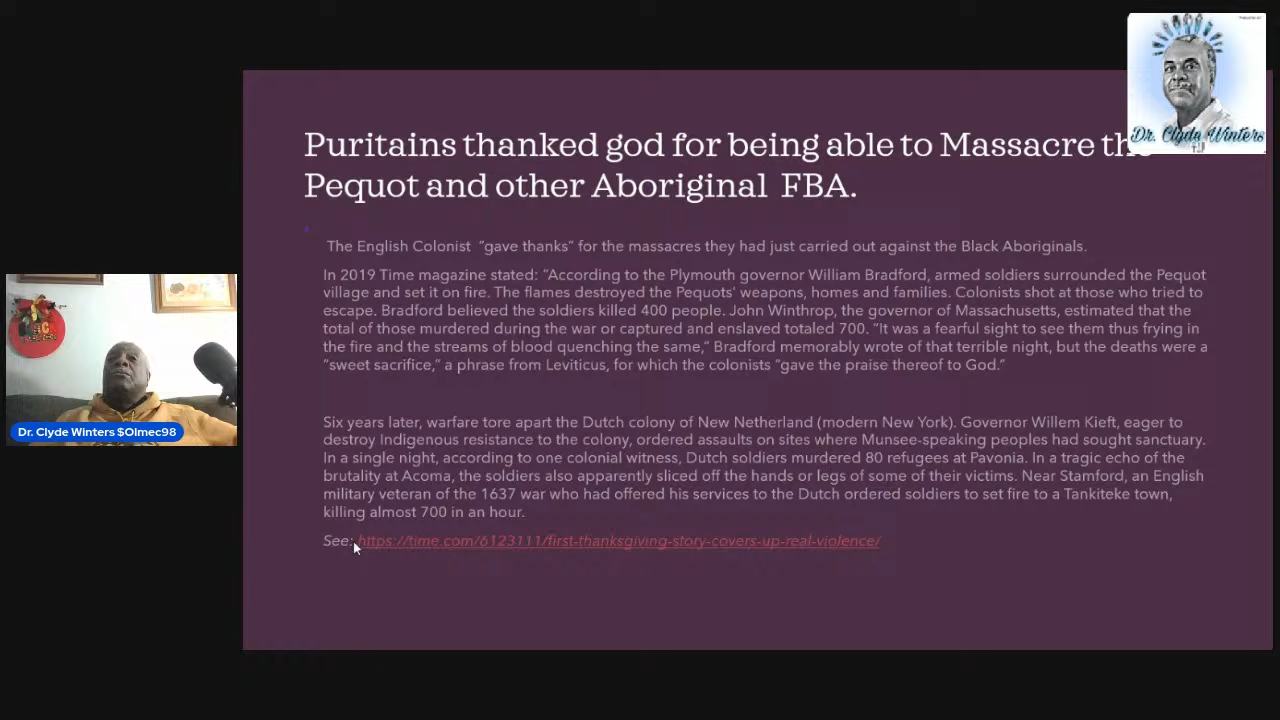 Puritains thanked god for being able to Massacre the
Pequot and other Aboriginal FBA.
Dr. Clyde Winters
The English Colonist "gave thanks" for the massacres they had just carried out against the Black Aboriginals.
In 2019 Time magazine stated: "According to the Plymouth governor William Bradford, armed soldiers surrounded the Pequot
village and set it on fire. The flames destroyed the Pequots' weapons, homes and families. Colonists shot at those who tried to
escape. Bradford believed the soldiers killed 400 people. John Winthrop, the governor of Massachusetts, estimated that the
total of those murdered during the war or captured and enslaved totaled 700. "It was a fearful sight to see them thus frying in
the fire and the streams of blood quenching the same," Bradford memorably wrote of that terrible night, but the deaths were a
"sweet sacrifice," a phrase from Leviticus, for which the colonists "gave the praise thereof to God."
Six years later, warfare tore apart the Dutch colony of New Netherland (modern New York). Governor Willem Kieft, eager to
destroy Indigenous resistance to the colony, ordered assaults on sites where Munsee-speaking peoples had sought sanctuary.
In a single night, according to one colonial witness, Dutch soldiers murdered 80 refugees at Pavonia. In a tragic echo of the
brutality at Acoma, the soldiers also apparently sliced off the hands or legs of some of their victims. Near Stamford, an English
military veteran of the 1637 war who had offered his services to the Dutch ordered soldiers to set fire to a Tankiteke town,
killing almost 700 in an hour.
See: https://time.com/6123111/first-thanksgiving-story-covers-up-real-violence/
Dr. Clyde Winters $Olmec98